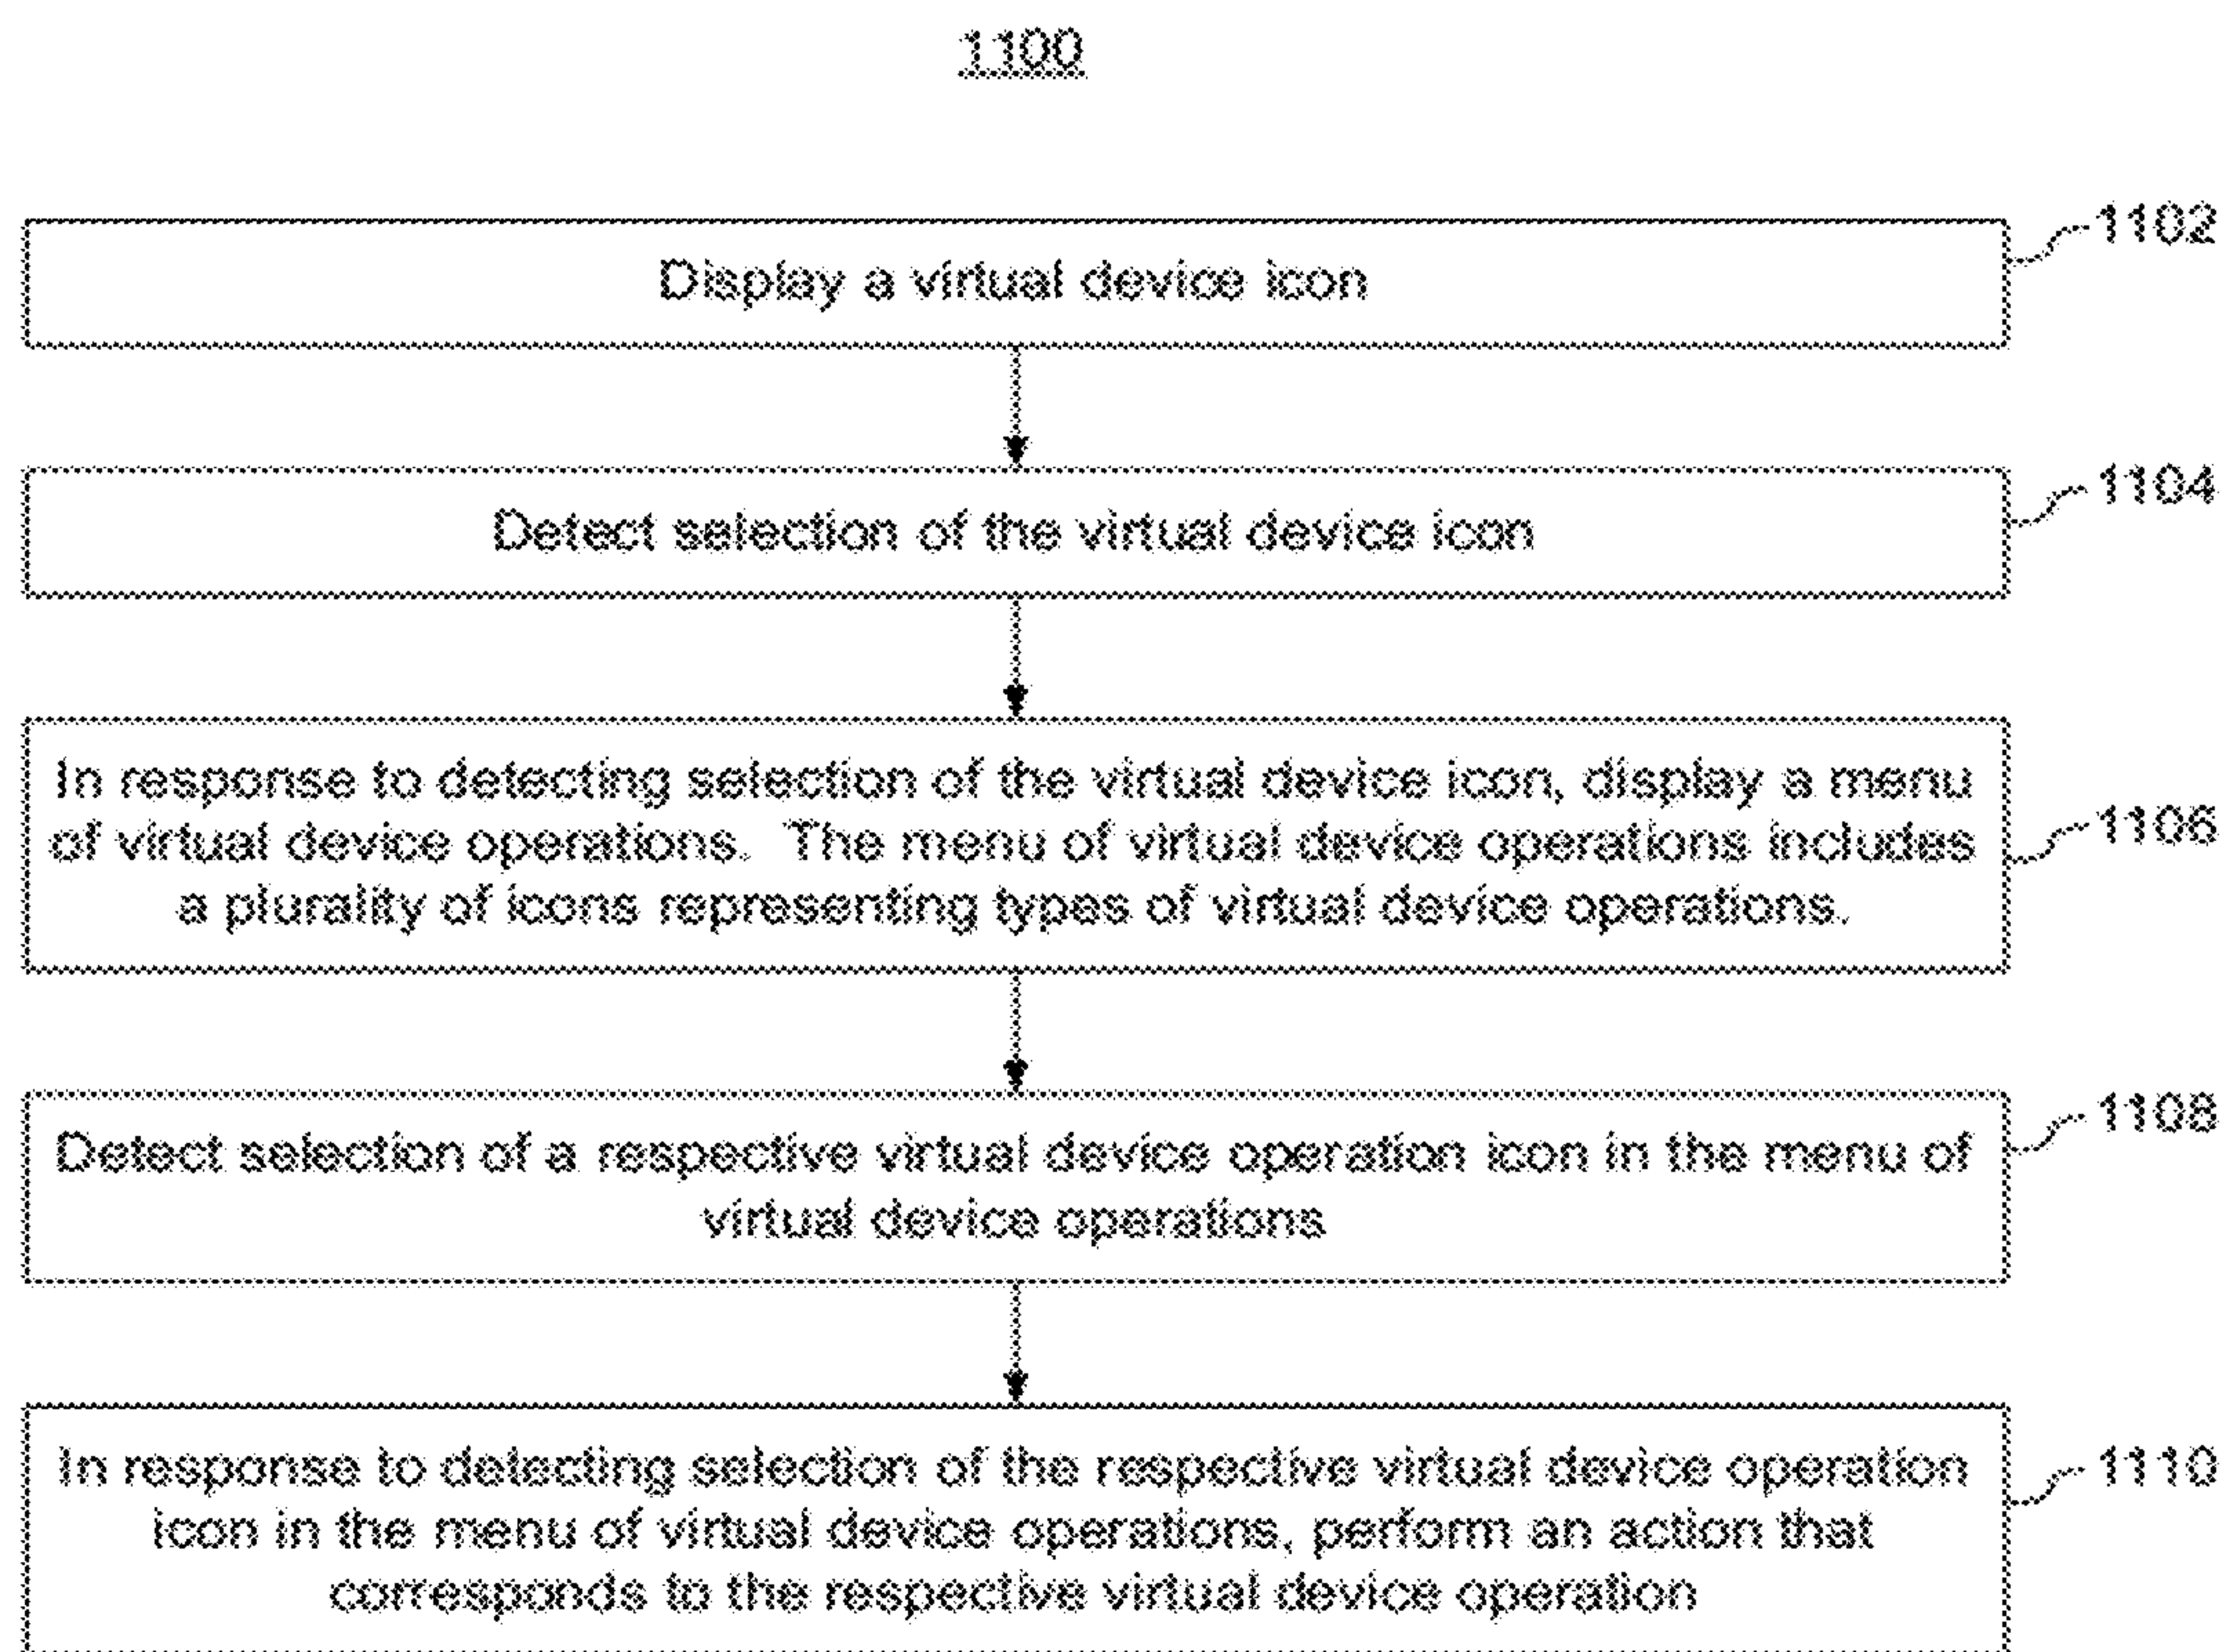 1100
Display a virtual device icon
1102
Detect selection of the virtual device icon
1104
In response to detecting selection of the virtual device icon, display a menu
of virtual device operations. The menu of virtual device operations includes
a plurality of icons representing types of virtual device operations.
1106
Detect selection of a respective virtual device operation icon in the menu of
virtual device operations
1108
In response to detecting selection of the respective virtual device operation
icon in the menu of virtual device operations, perform an action that
corresponds to the respective virtual device operation
1110